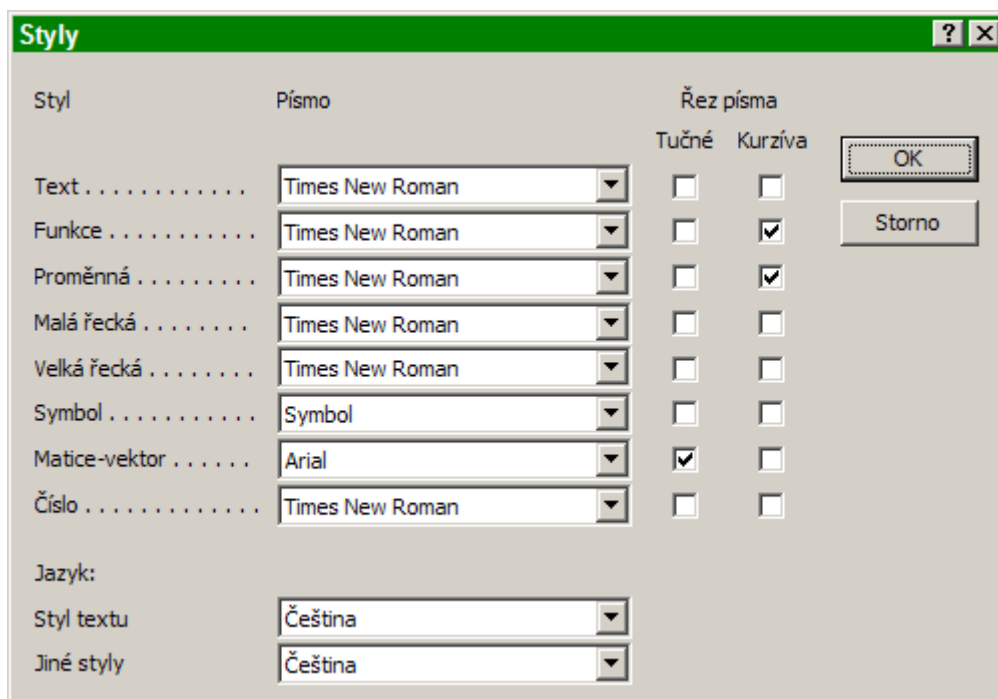 Styly
Styl Písmo Řez písma
Tučné Kurzíva
OK
Text . . . . . . . . . . . . Times New Roman
Funkce . . . . . . . . . . . Times New Roman
Storno
Proměnná . . . . . . . . . Times New Roman
Malá řecká . . . . . . . . Times New Roman
Velká řecká . . . . . . . . Times New Roman
Symbol . . . . . . . . . . . Symbol
Matice-vektor . . . . . . Arial
Číslo . . . . . . . . . . . . . Times New Roman
Jazyk:
Styl textu Čeština
Jiné styly Čeština